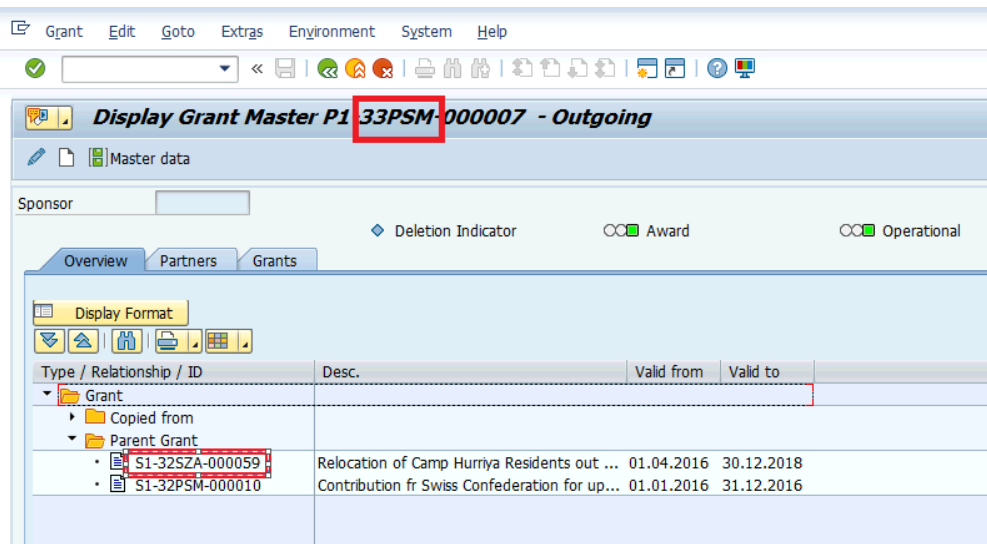 Grant Edit Goto Extras Environment System Help
Display Grant Master P1-33PSM-000007 - Outgoing
Master data
Sponsor
Deletion Indicator Award Operational
Overview Partners Grants
Display Format
Type / Relationship / ID Desc. Valid from Valid to
Grant
Copied from
Parent Grant
S1-32SZA-000059 Relocation of Camp Hurriya Residents out ... 01.04.2016 30.12.2018
S1-32PSM-000010 Contribution fr Swiss Confederation for up... 01.01.2016 31.12.2016